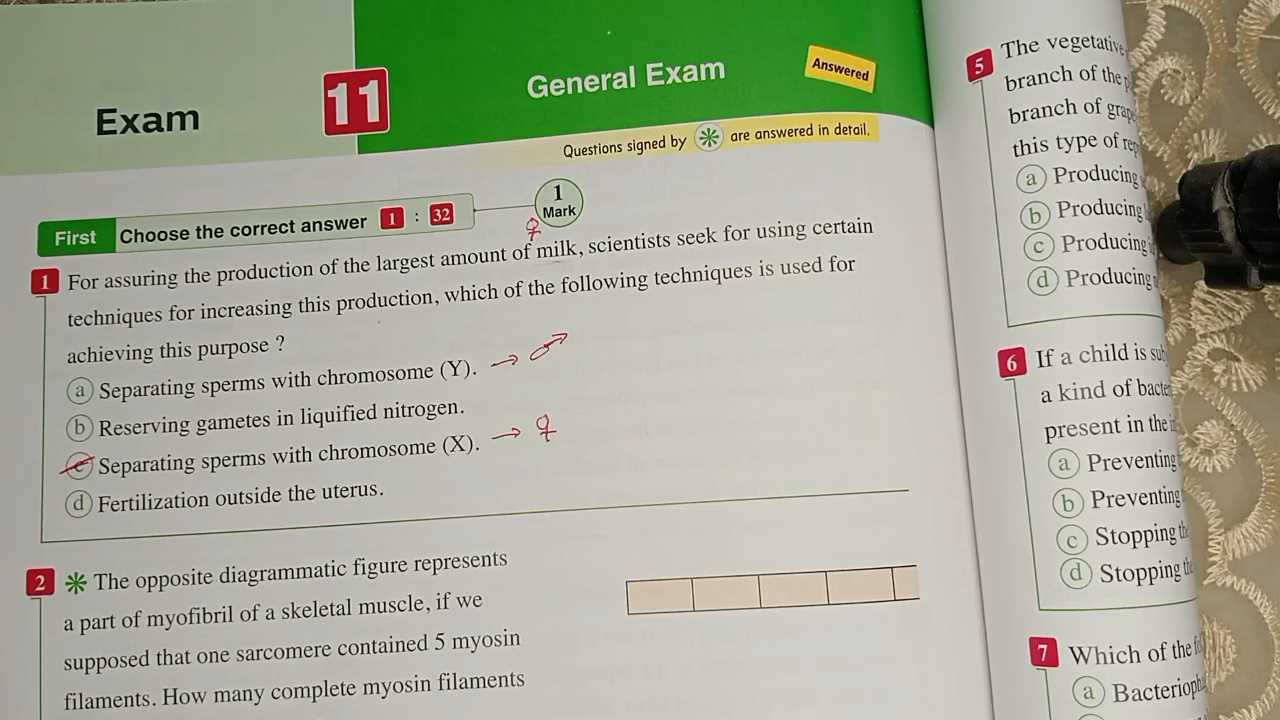 Exam
11
General Exam
Answered
Questions signed by ✻ are answered in detail.
First Choose the correct answer 1 : 32
1
Mark
♀
1 For assuring the production of the largest amount of milk, scientists seek for using certain
techniques for increasing this production, which of the following techniques is used for
achieving this purpose ?
a Separating sperms with chromosome (Y). → ♂
b Reserving gametes in liquified nitrogen.
c Separating sperms with chromosome (X). → ♀
d Fertilization outside the uterus.
2 ✻ The opposite diagrammatic figure represents
a part of myofibril of a skeletal muscle, if we
supposed that one sarcomere contained 5 myosin
filaments. How many complete myosin filaments
5 The vegetative
branch of the
branch of
this type of
a Producing
b Producing
c Producing
d Producing
6 If a child is
a kind of
present in the
a Preventing
b Preventing
c Stopping
d Stopping
7 Which of the
a